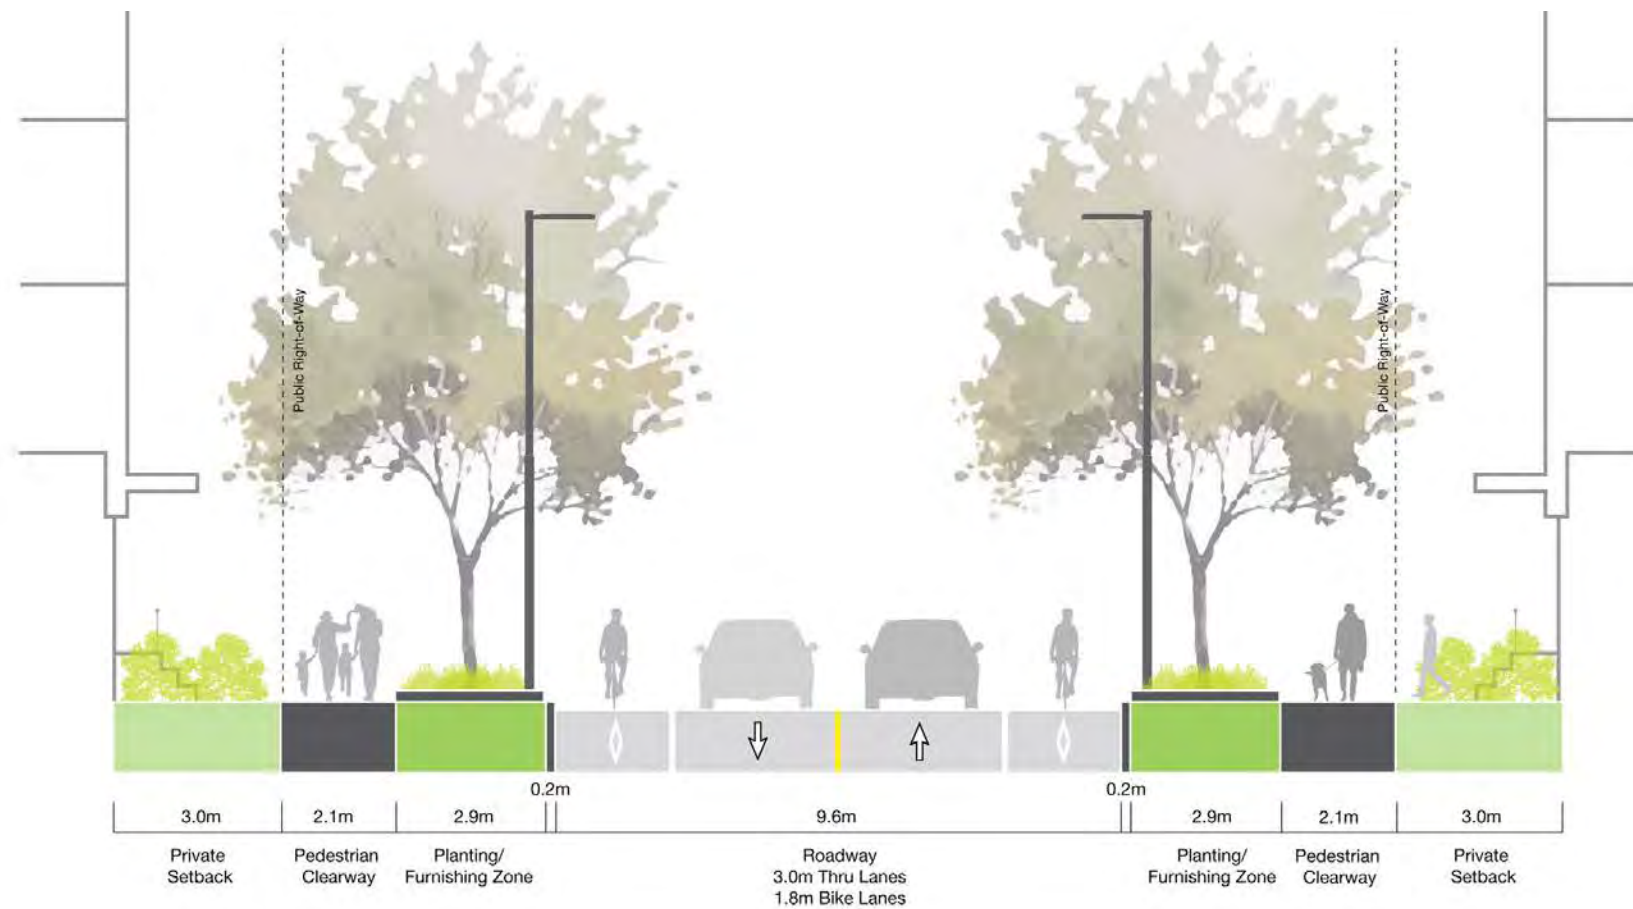 Public Right-of-Way
Public Right-of-Way
0.2m
0.2m
3.0m
2.1m
2.9m
9.6m
2.9m
2.1m
3.0m
Private
Setback
Pedestrian
Clearway
Planting/
Furnishing Zone
Roadway
3.0m Thru Lanes
1.8m Bike Lanes
Planting/
Furnishing Zone
Pedestrian
Clearway
Private
Setback